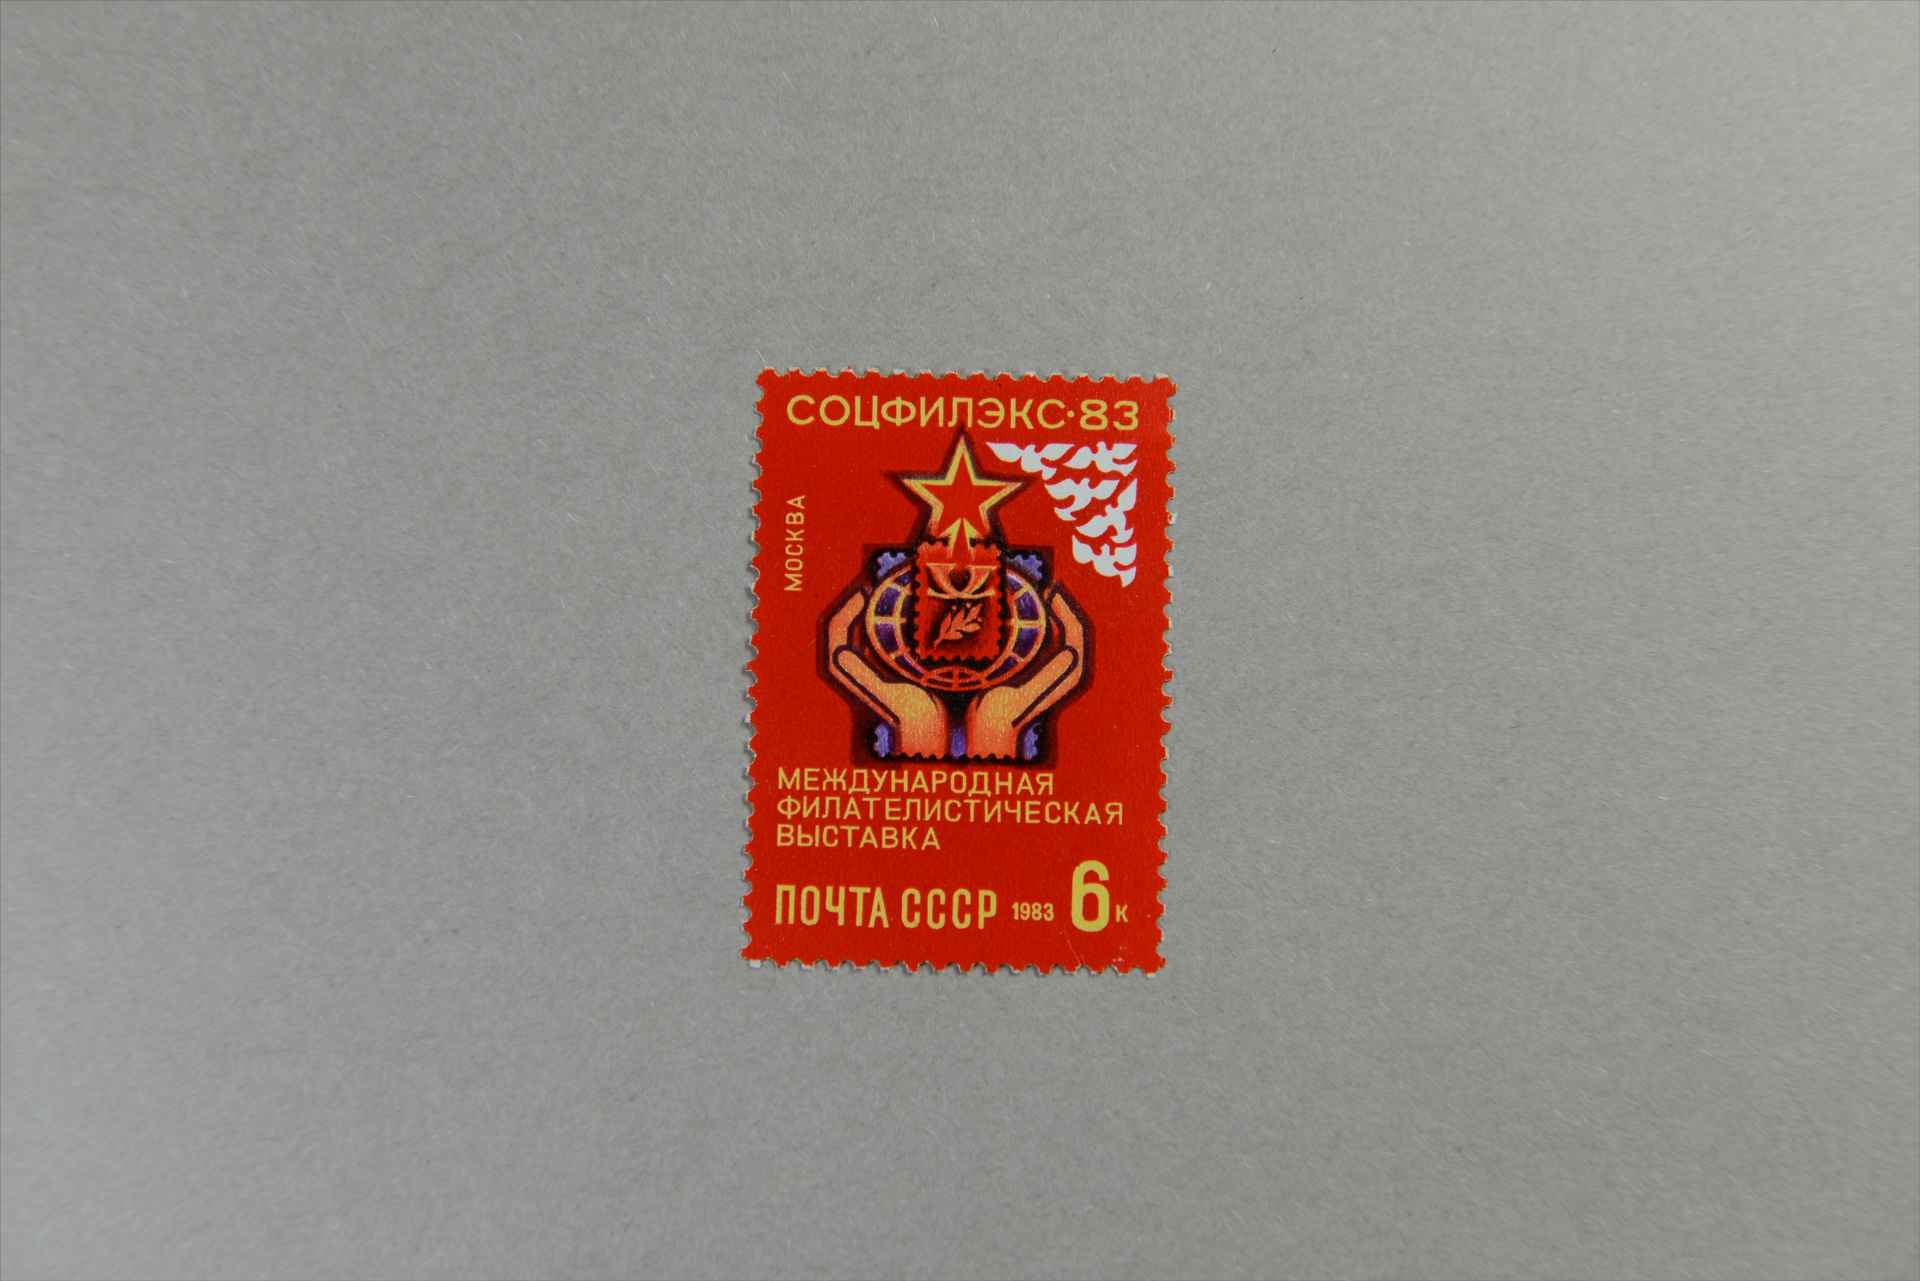 СОЦФИЛЭКС·83
МОСКВА
МЕЖДУНАРОДНАЯ
ФИЛАТЕЛИСТИЧЕСКАЯ
ВЫСТАВКА
ПОЧТА СССР 1983 6к